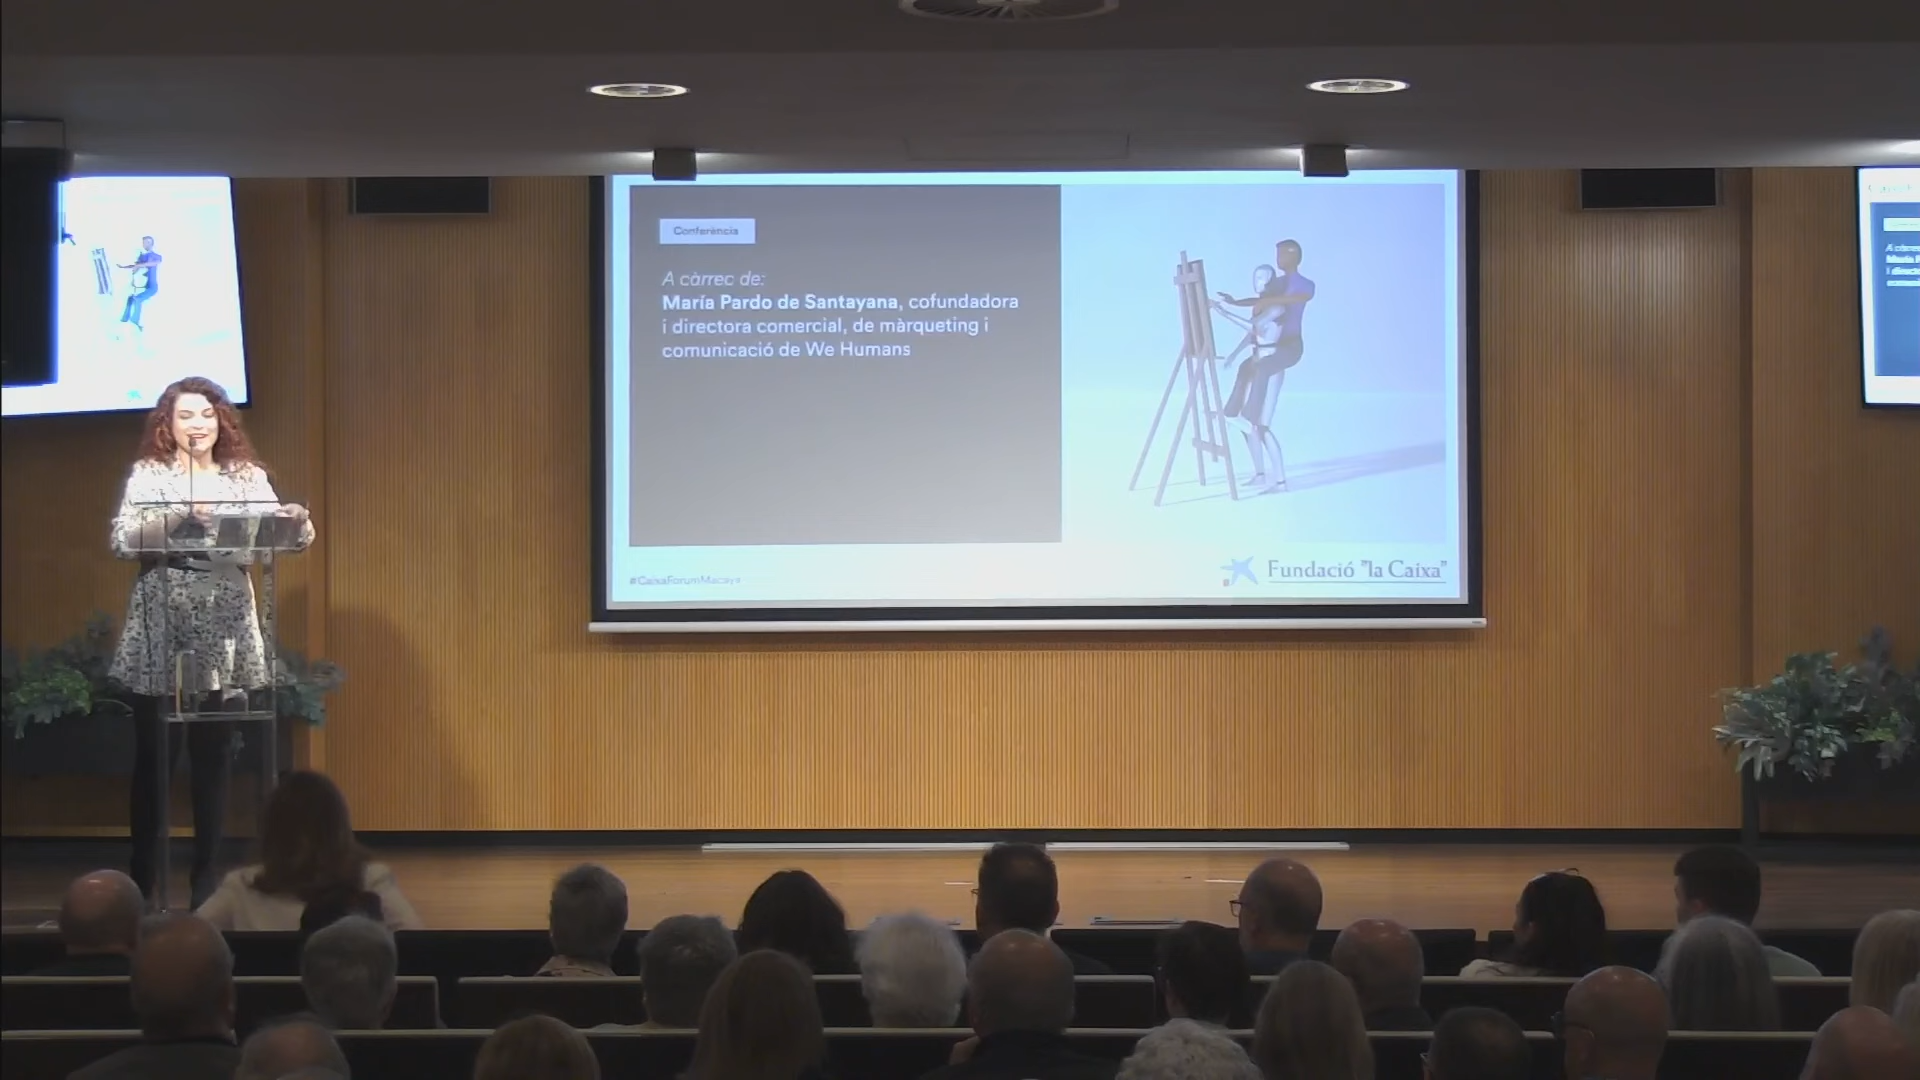 Conferència
A càrrec de:
María Pardo de Santayana, cofundadora
i directora comercial, de màrqueting i
comunicació de We Humans
#CaixaForumMacaya
Fundació "la Caixa"